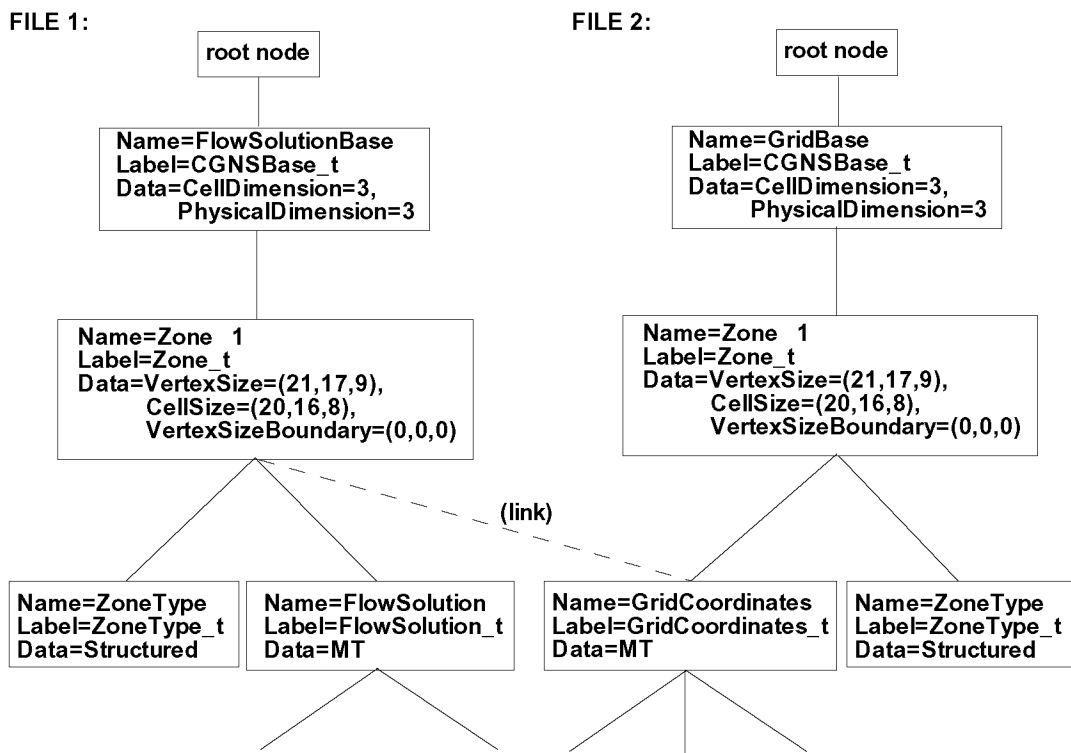 FILE 1:
root node
Name=FlowSolutionBase
Label=CGNSBase_t
Data=CellDimension=3,
PhysicalDimension=3
Name=Zone 1
Label=Zone_t
Data=VertexSize=(21,17,9),
CellSize=(20,16,8),
VertexSizeBoundary=(0,0,0)
(link)
Name=ZoneType
Label=ZoneType_t
Data=Structured
Name=FlowSolution
Label=FlowSolution_t
Data=MT
FILE 2:
root node
Name=GridBase
Label=CGNSBase_t
Data=CellDimension=3,
PhysicalDimension=3
Name=Zone 1
Label=Zone_t
Data=VertexSize=(21,17,9),
CellSize=(20,16,8),
VertexSizeBoundary=(0,0,0)
Name=GridCoordinates
Label=GridCoordinates_t
Data=MT
Name=ZoneType
Label=ZoneType_t
Data=Structured